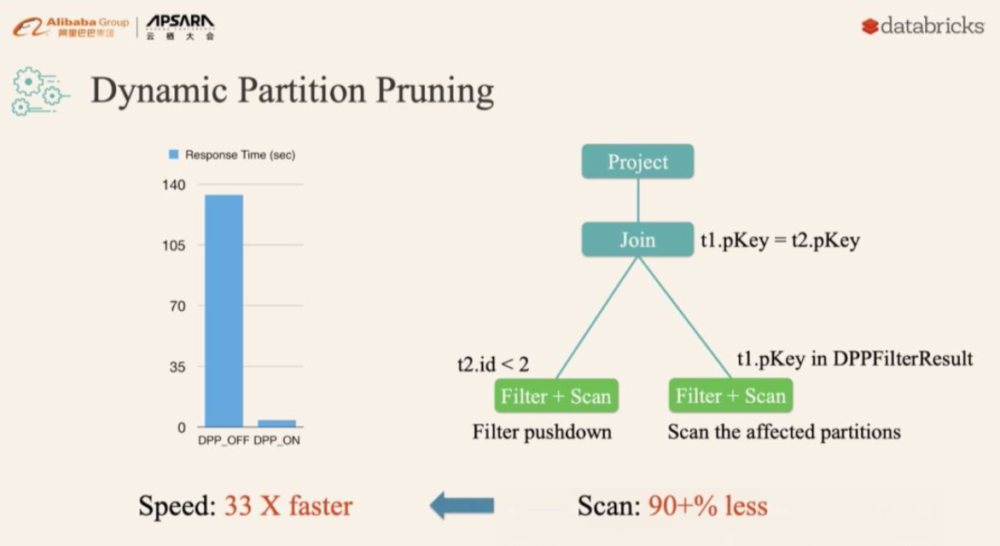 Alibaba Group
阿里巴巴集团
APSARA
云 栖 大 会
databricks
Dynamic Partition Pruning
Response Time (sec)
140
105
70
35
0
DPP_OFF DPP_ON
Project
Join
t1.pKey = t2.pKey
t2.id < 2
t1.pKey in DPPFilterResult
Filter + Scan
Filter + Scan
Filter pushdown
Scan the affected partitions
Speed: 33 X faster
Scan: 90+% less